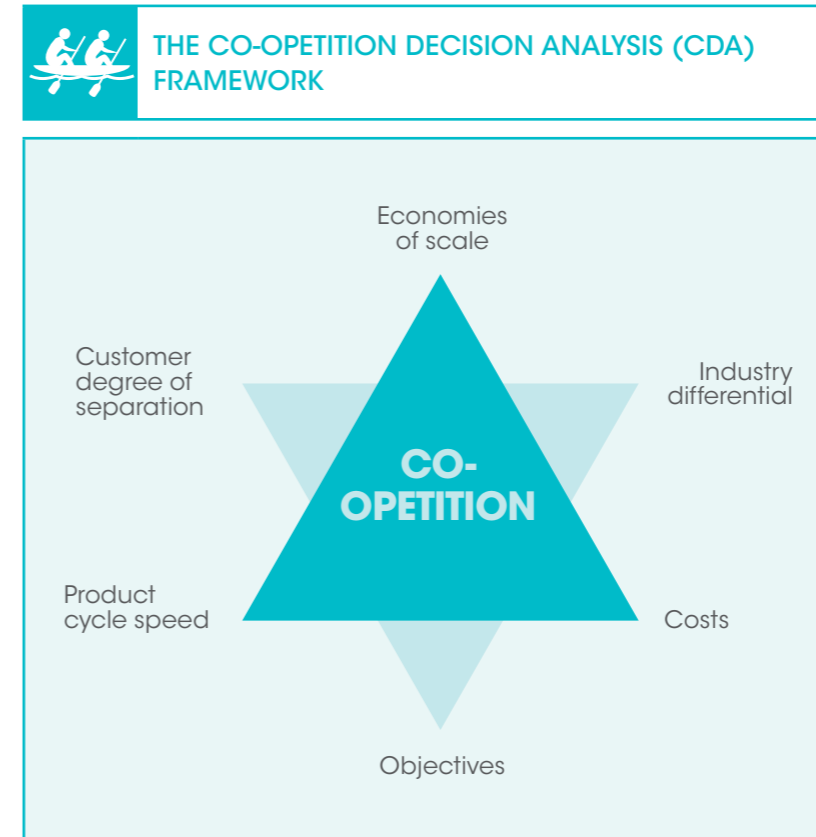 THE CO-OPETITION DECISION ANALYSIS (CDA)
FRAMEWORK
Economies
of scale
Customer
degree of
separation
Industry
differential
CO-
OPETITION
Product
cycle speed
Costs
Objectives